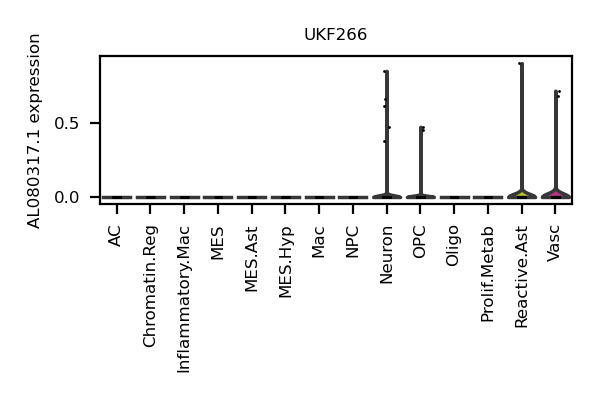 UKF266
AL080317.1 expression
0.5
0.0
AC
Chromatin.Reg
Inflammatory.Mac
MES
MES.Ast
MES.Hyp
Mac
NPC
Neuron
OPC
Oligo
Prolif.Metab
Reactive.Ast
Vasc